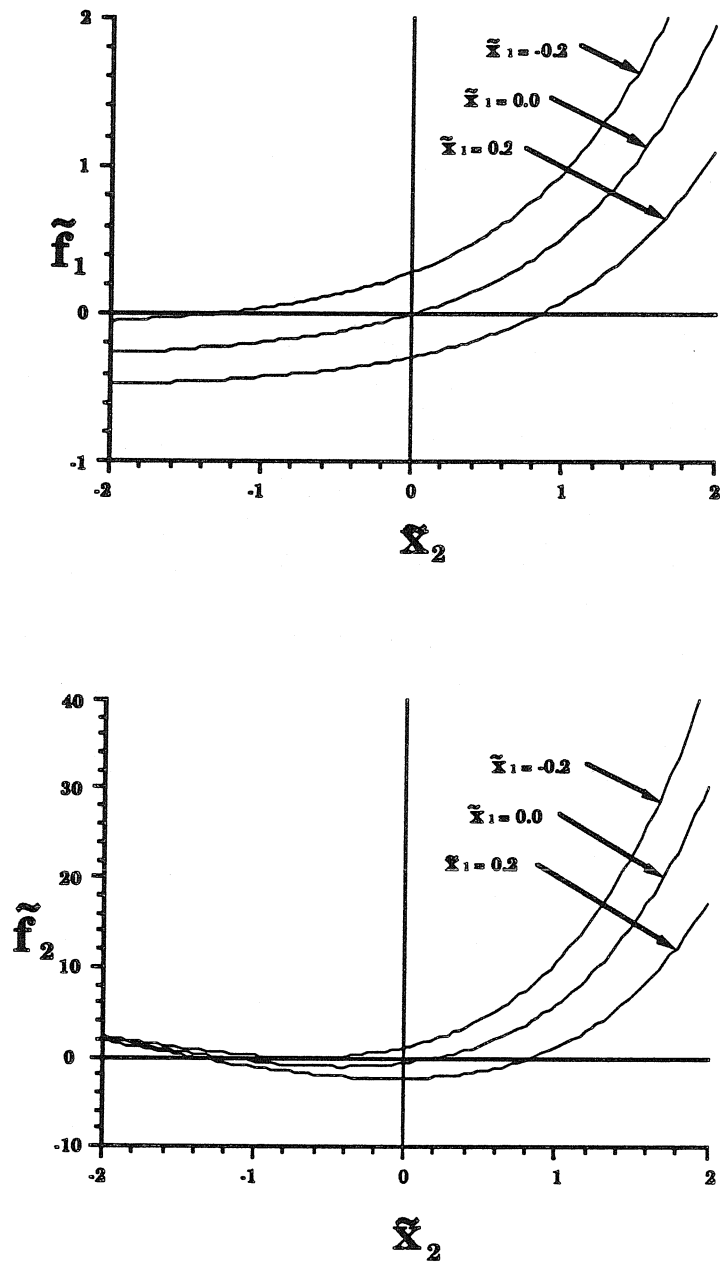 2
x̃ 1 = -0.2
x̃ 1 = 0.0
x̃ 1 = 0.2
1
f̃ 1
0
-1
-2 -1 0 1 2
x̃ 2
40
x̃ 1 = -0.2
30
x̃ 1 = 0.0
x̃ 1 = 0.2
20
f̃ 2
10
0
-10
-2 -1 0 1 2
x̃ 2